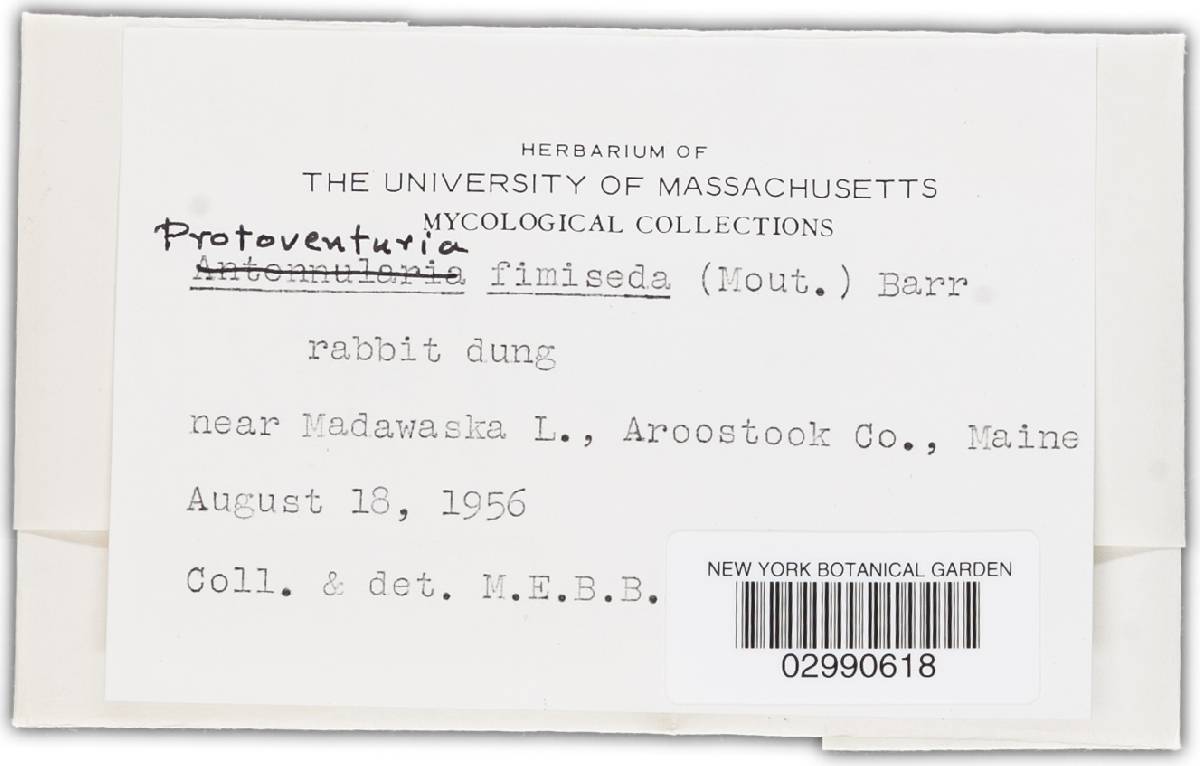 HERBARIUM OF
THE UNIVERSITY OF MASSACHUSETTS
MYCOLOGICAL COLLECTIONS
Protoventuria
Antennularia fimiseda (Mout.) Barr
rabbit dung
near Madawaska L., Aroostook Co., Maine
August 18, 1956
Coll. & det. M.E.B.B.
NEW YORK BOTANICAL GARDEN
02990618